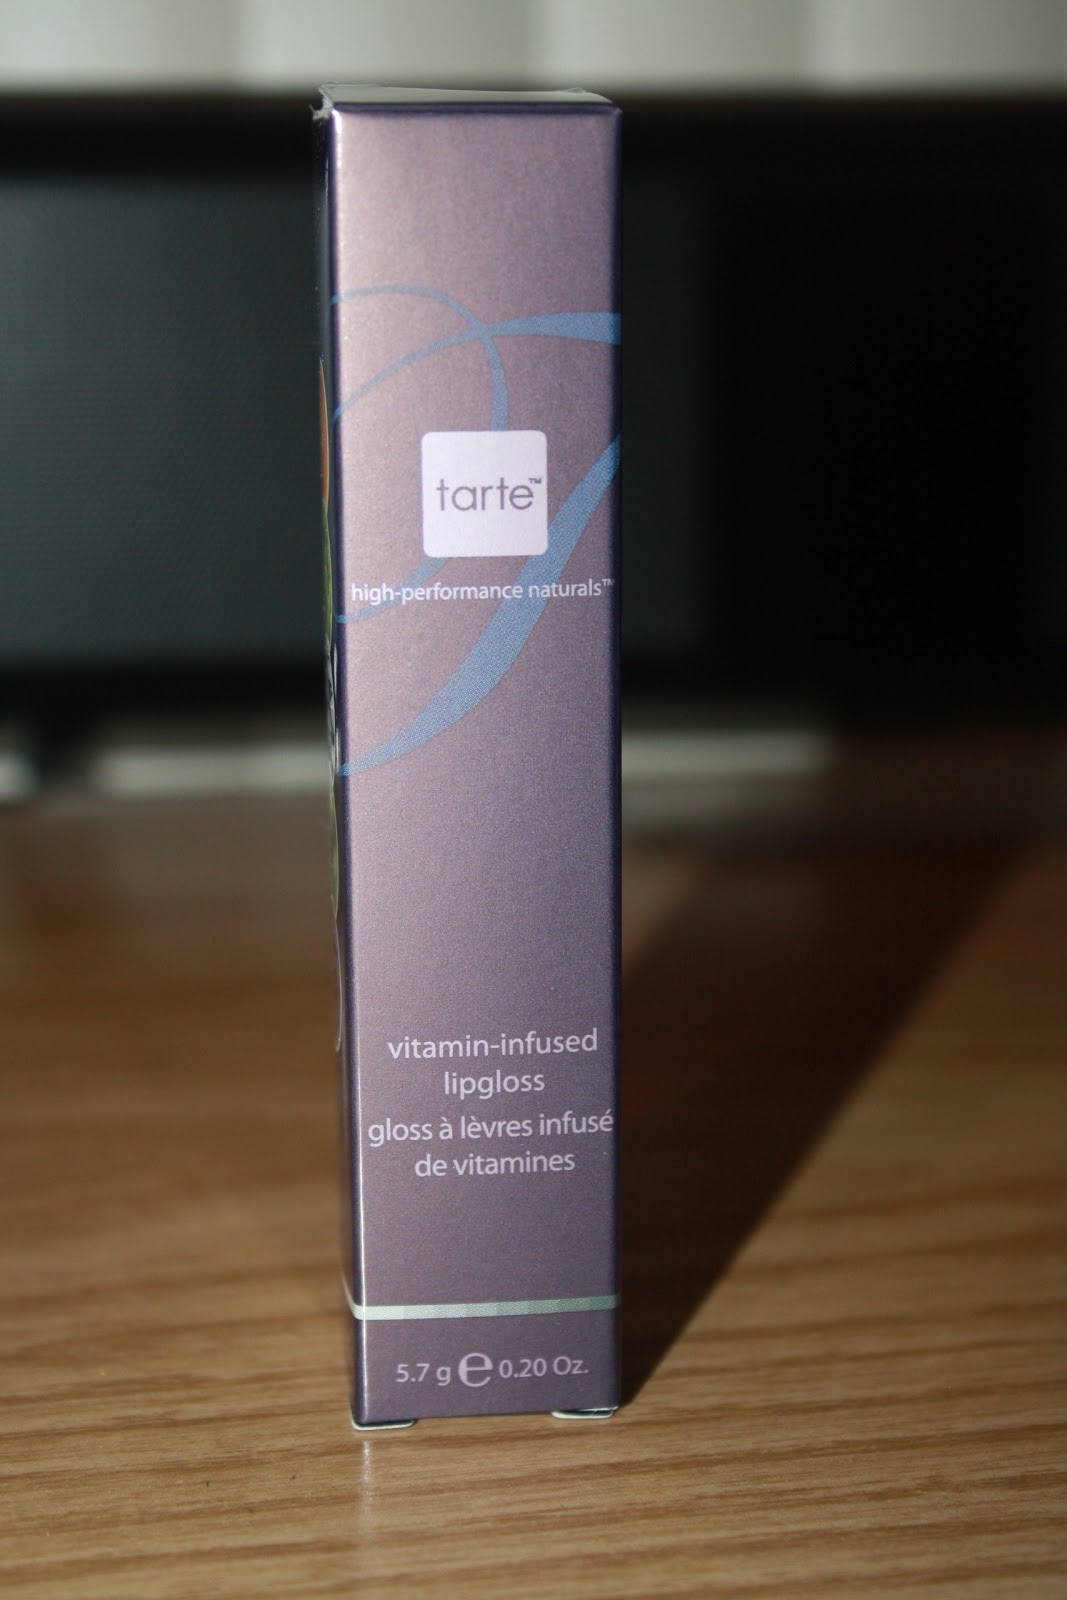 tarte™
high-performance naturals™
vitamin-infused
lipgloss
gloss à lèvres infusé
de vitamines
5.7 g ℮ 0.20 Oz.